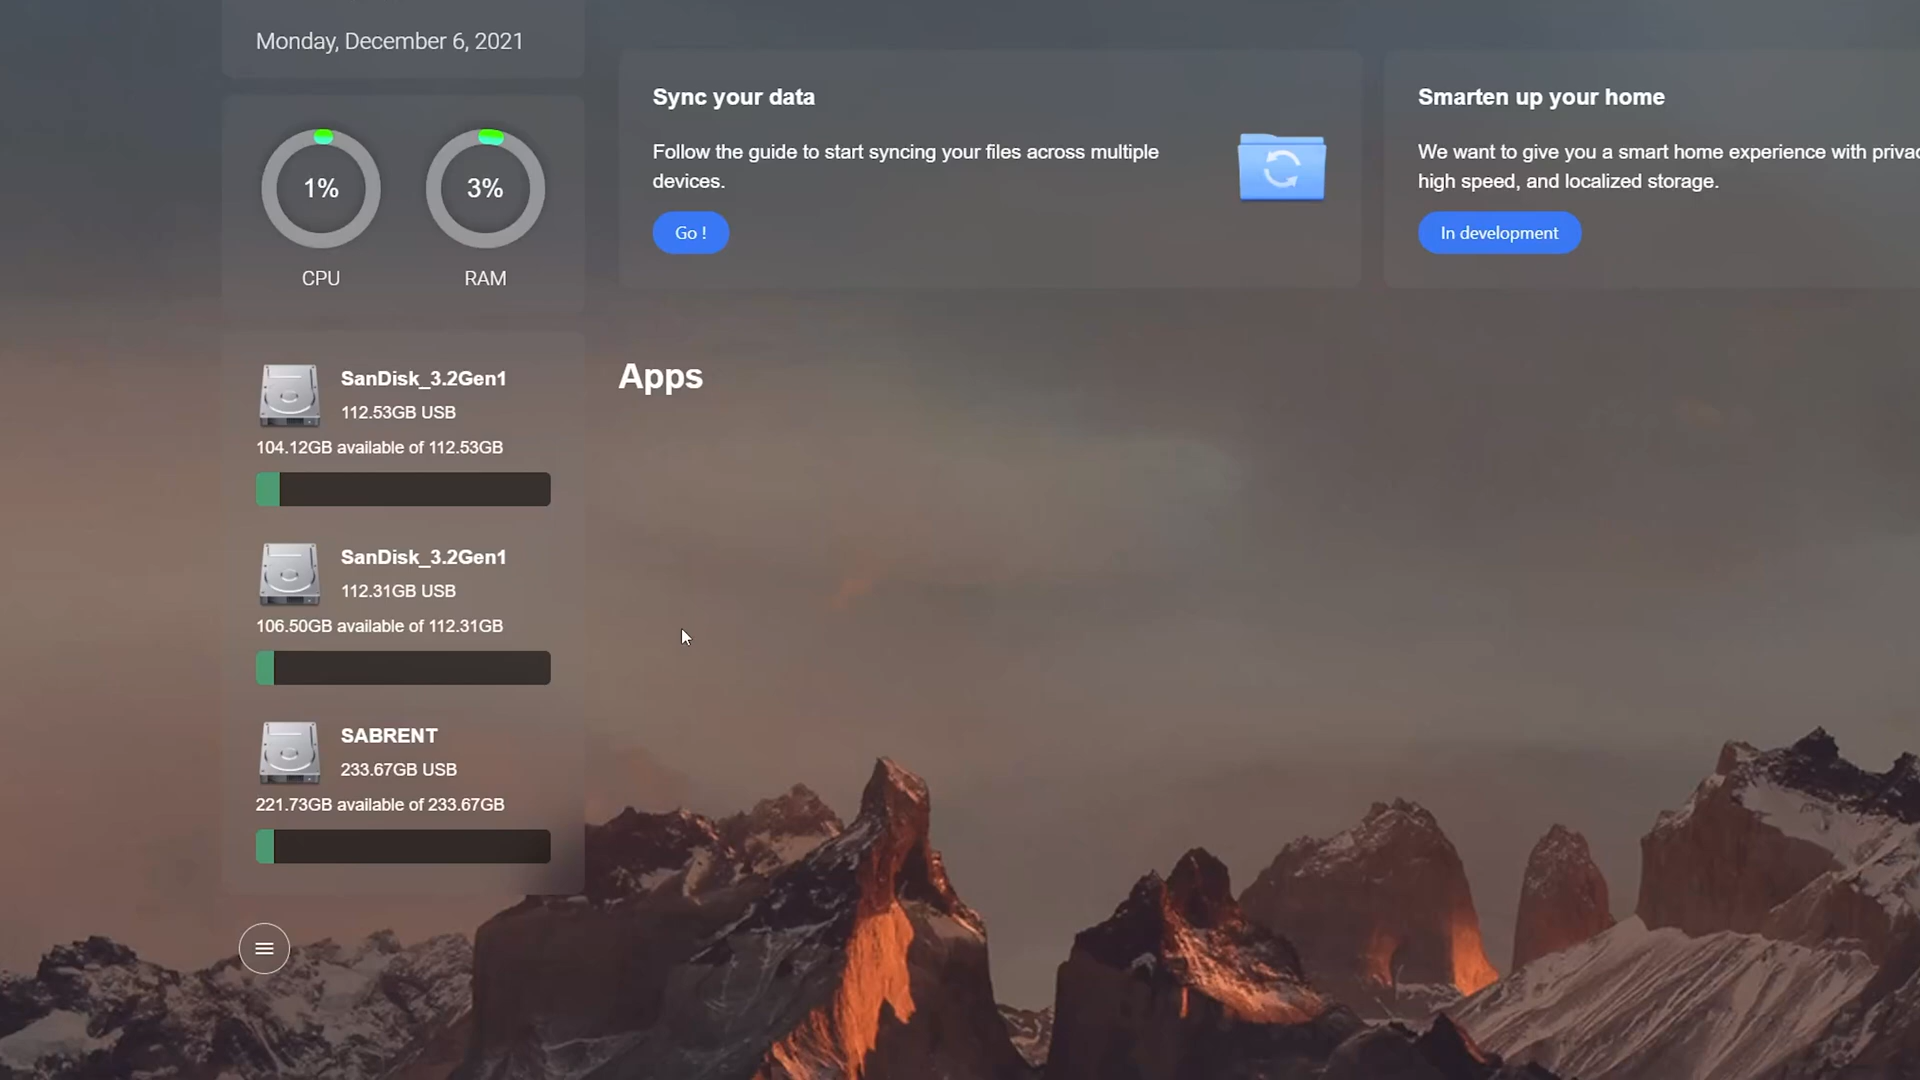 Monday, December 6, 2021
1%
3%
CPU
RAM
SanDisk_3.2Gen1
112.53GB USB
104.12GB available of 112.53GB
SanDisk_3.2Gen1
112.31GB USB
106.50GB available of 112.31GB
SABRENT
233.67GB USB
221.73GB available of 233.67GB
Sync your data
Follow the guide to start syncing your files across multiple
devices.
Go !
Smarten up your home
We want to give you a smart home experience with
high speed, and localized storage.
In development
Apps